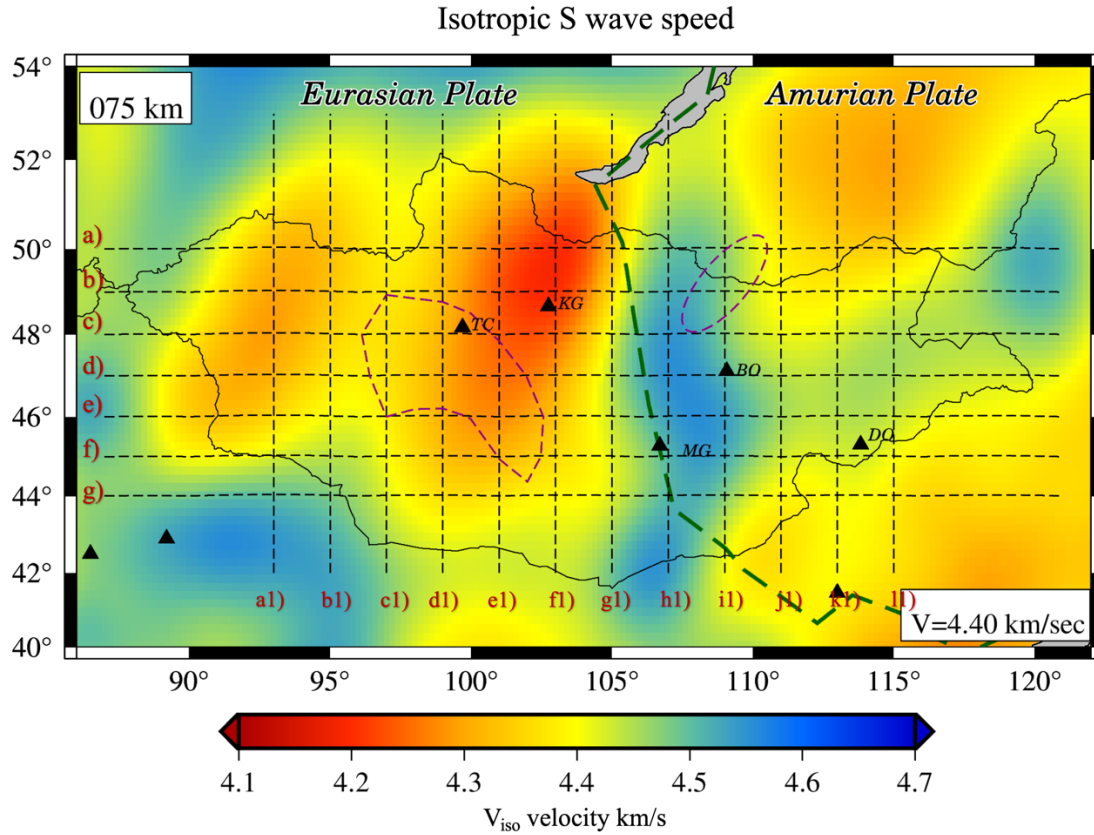 Isotropic S wave speed
54°
075 km
Eurasian Plate
Amurian Plate
52°
50°
a)
b)
48°
c)
KG
TC
d)
BO
46°
e)
f)
MG
DO
44°
g)
42°
a1) b1) c1) d1) e1) f1) g1) h1) i1) j1) k1) l1)
V=4.40 km/sec
40°
90° 95° 100° 105° 110° 115° 120°
4.1 4.2 4.3 4.4 4.5 4.6 4.7
Viso velocity km/s